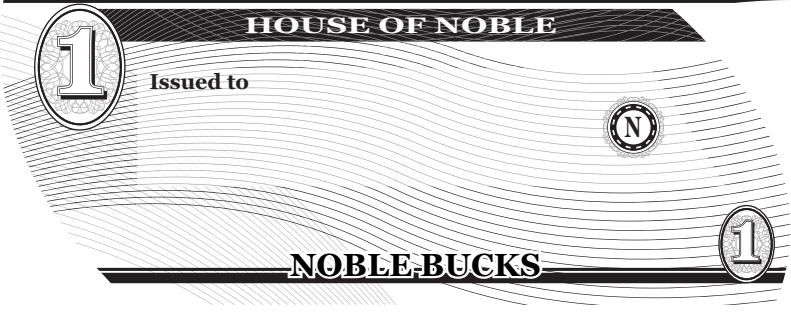 HOUSE OF NOBLE
1
Issued to
N
1
NOBLE BUCKS